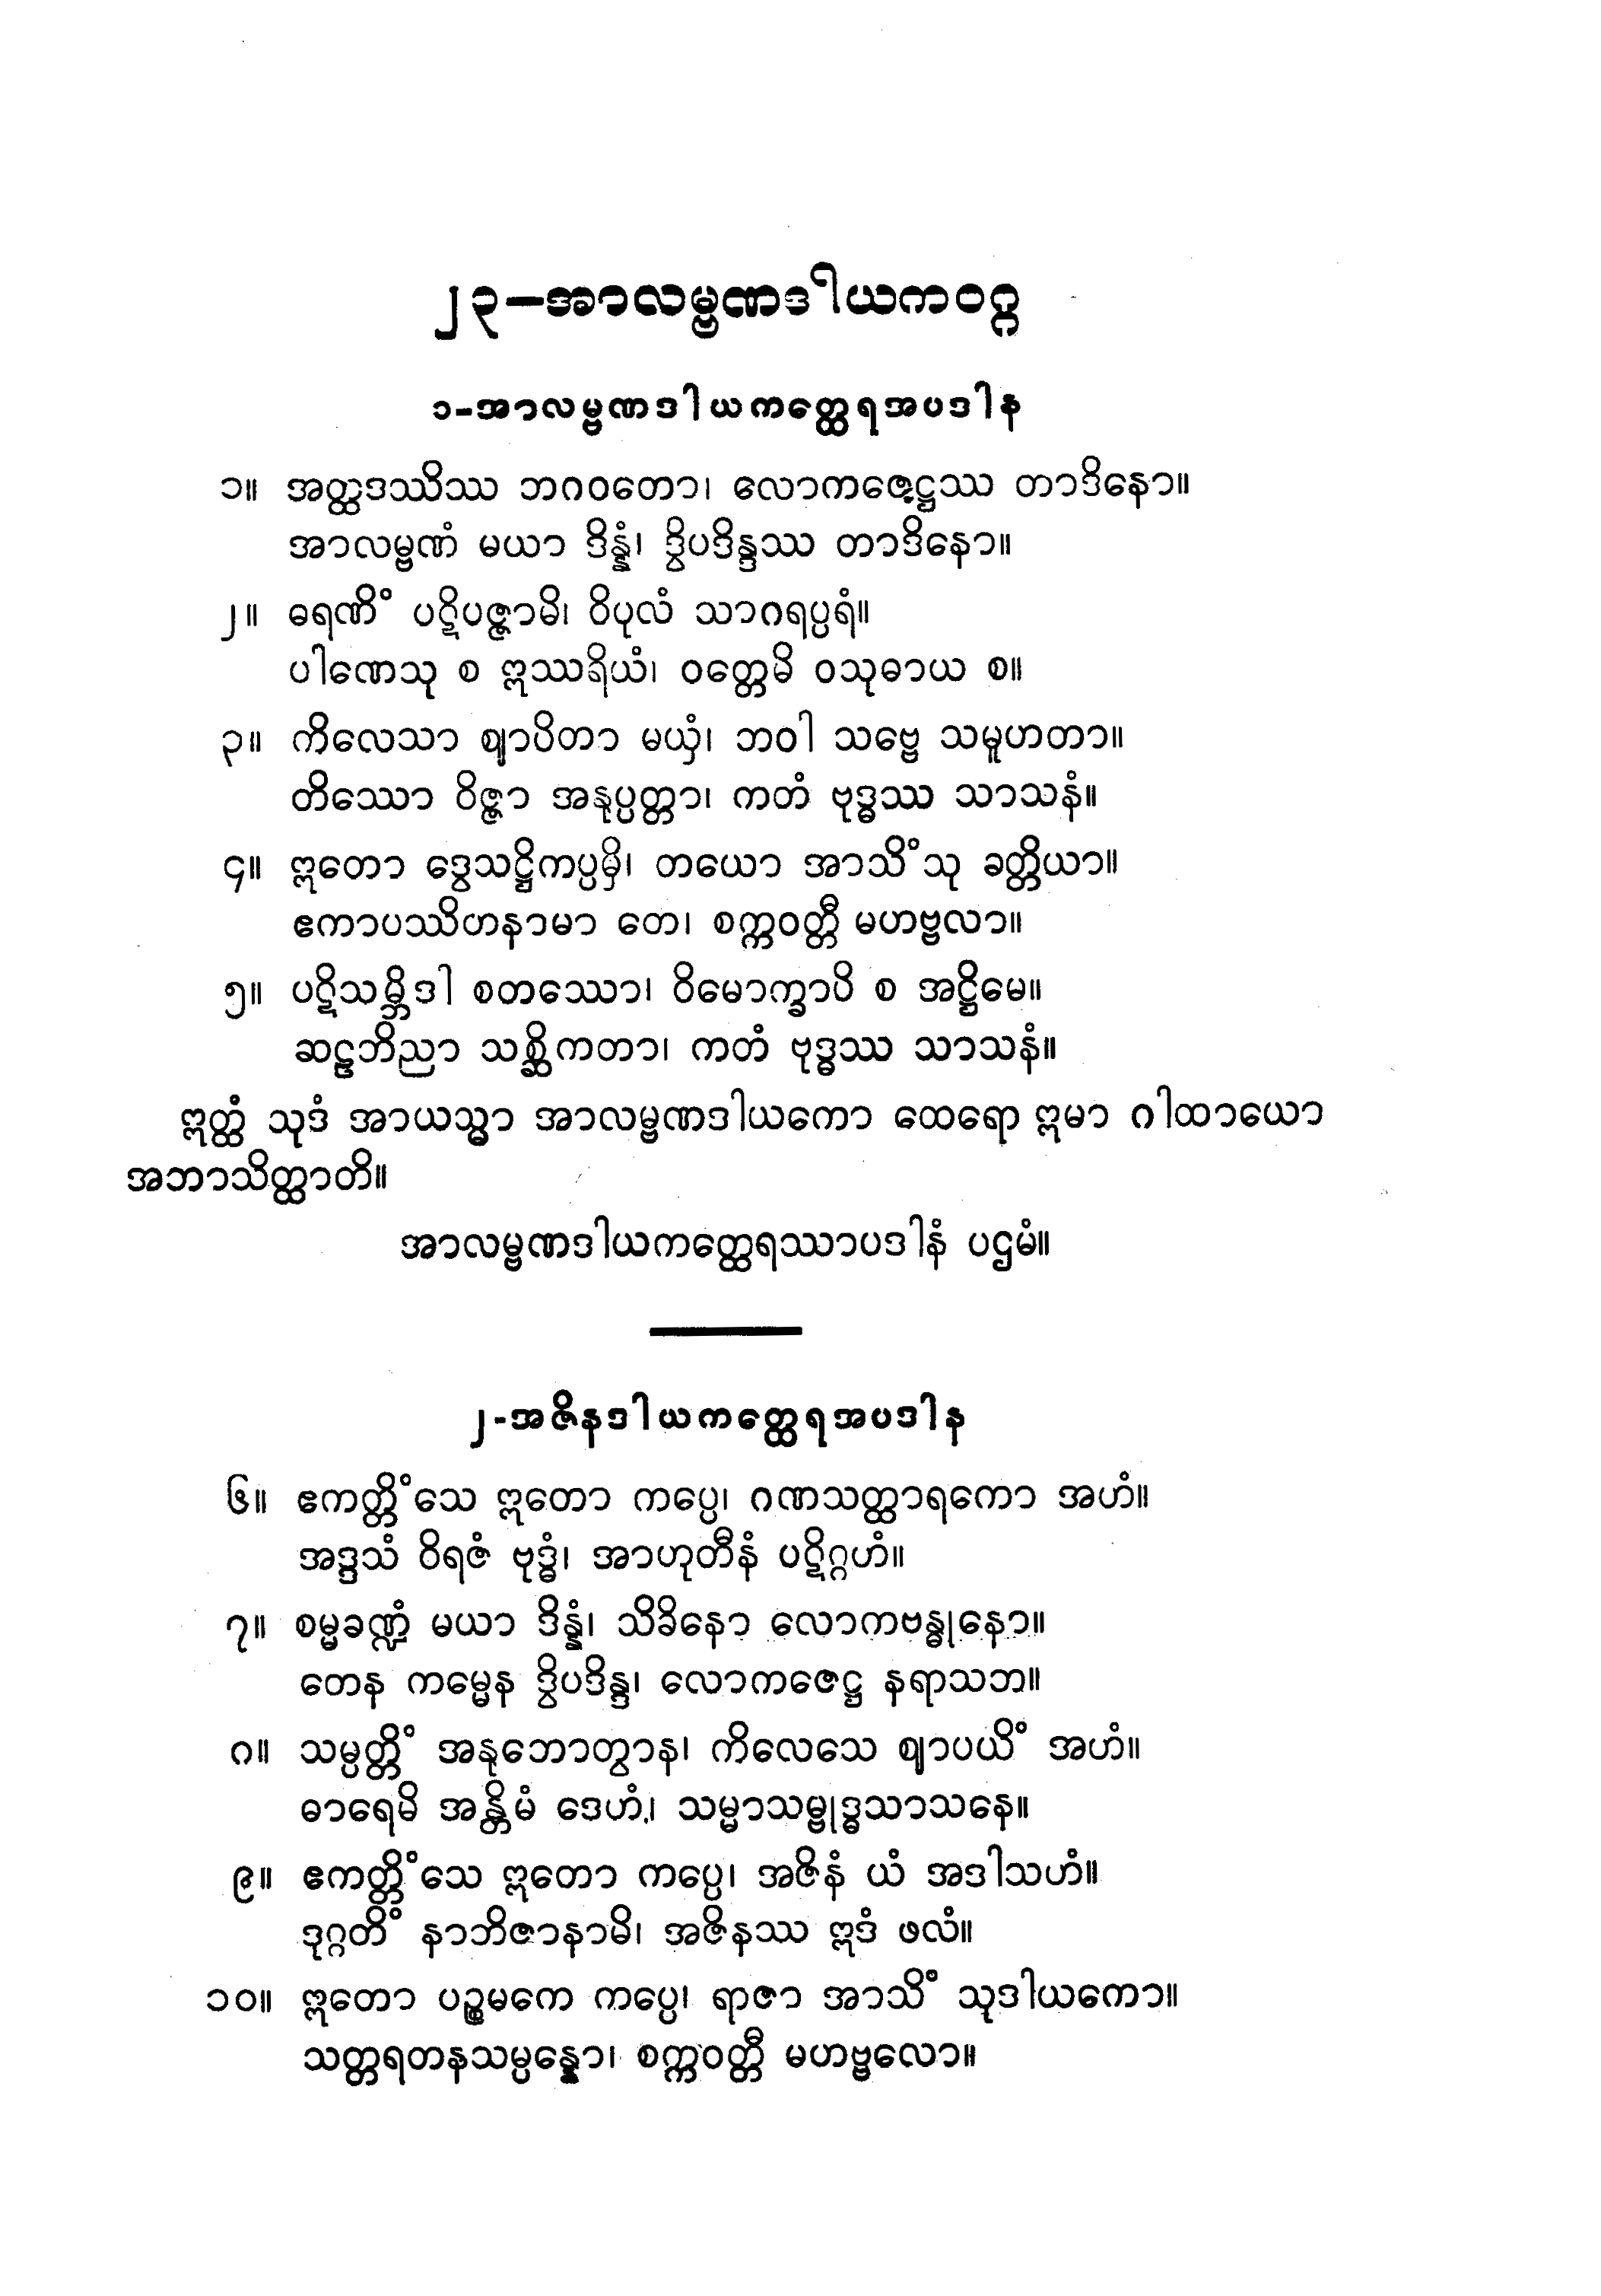 ၂၃−အာလမ္ဗဏဒါယကဝဂ္ဂ
၁-အာလမ္ဗဏဒါယကတ္ထေရအပဒါန
၁။ အတ္ထဒဿိဿ ဘဂဝတော၊ လောကဇေဋ္ဌဿ တာဒိနော။
အာလမ္ဗဏံ မယာ ဒိန္နံ၊ ဒွိပဒိန္ဒဿ တာဒိနော။
၂။ ဓရဏိံ ပဋိပဇ္ဇာမိ၊ ဝိပုလံ သာဂရပ္ပရံ။
ပါဏေသု စ ဣဿရိယံ၊ ဝတ္တေမိ ဝသုဓာယ စ။
၃။ ကိလေသာ ဈာပိတာ မယှံ၊ ဘဝါ သဗ္ဗေ သမူဟတာ။
တိဿော ဝိဇ္ဇာ အနုပ္ပတ္တာ၊ ကတံ ဗုဒ္ဓဿ သာသနံ။
၄။ ဣတော ဒွေသဋ္ဌိကပ္ပမှိ၊ တယော အာသိံသု ခတ္တိယာ။
ဧကာပဿိဟနာမာ တေ၊ စက္ကဝတ္တီ မဟဗ္ဗလာ။
၅။ ပဋိသမ္ဘိဒါ စတဿော၊ ဝိမောက္ခာပိ စ အဋ္ဌိမေ။
ဆဠဘိညာ သစ္ဆိကတာ၊ ကတံ ဗုဒ္ဓဿ သာသနံ။
ဣတ္ထံ သုဒံ အာယသ္မာ အာလမ္ဗဏဒါယကော ထေရော ဣမာ ဂါထာယော
အဘာသိတ္ထာတိ။
အာလမ္ဗဏဒါယကတ္ထေရဿာပဒါနံ ပဌမံ။
၂-အဇိနဒါယကတ္ထေရအပဒါန
၆။ ဧကတ္တိံသေ ဣတော ကပ္ပေ၊ ဂဏသတ္ထာရကော အဟံ။
အဒ္ဒသံ ဝိရဇံ ဗုဒ္ဓံ၊ အာဟုတီနံ ပဋိဂ္ဂဟံ။
၇။ စမ္မခဏ္ဍံ မယာ ဒိန္နံ၊ သိခိနော လောကဗန္ဓုနော။
တေန ကမ္မေန ဒွိပဒိန္ဒ၊ လောကဇေဋ္ဌ နရာသဘ။
၈။ သမ္ပတ္တိံ အနုဘောတွာန၊ ကိလေသေ ဈာပယိံ အဟံ။
ဓာရေမိ အန္တိမံ ဒေဟံ၊ သမ္မာသမ္ဗုဒ္ဓသာသနေ။
၉။ ဧကတ္တိံသေ ဣတော ကပ္ပေ၊ အဇိနံ ယံ အဒါသဟံ။
ဒုဂ္ဂတိံ နာဘိဇာနာမိ၊ အဇိနဿ ဣဒံ ဖလံ။
၁၀။ ဣတော ပဉ္စမကေ ကပ္ပေ၊ ရာဇာ အာသိံ သုဒါယကော။
သတ္တရတနသမ္ပန္နော၊ စက္ကဝတ္တီ မဟဗ္ဗလော။